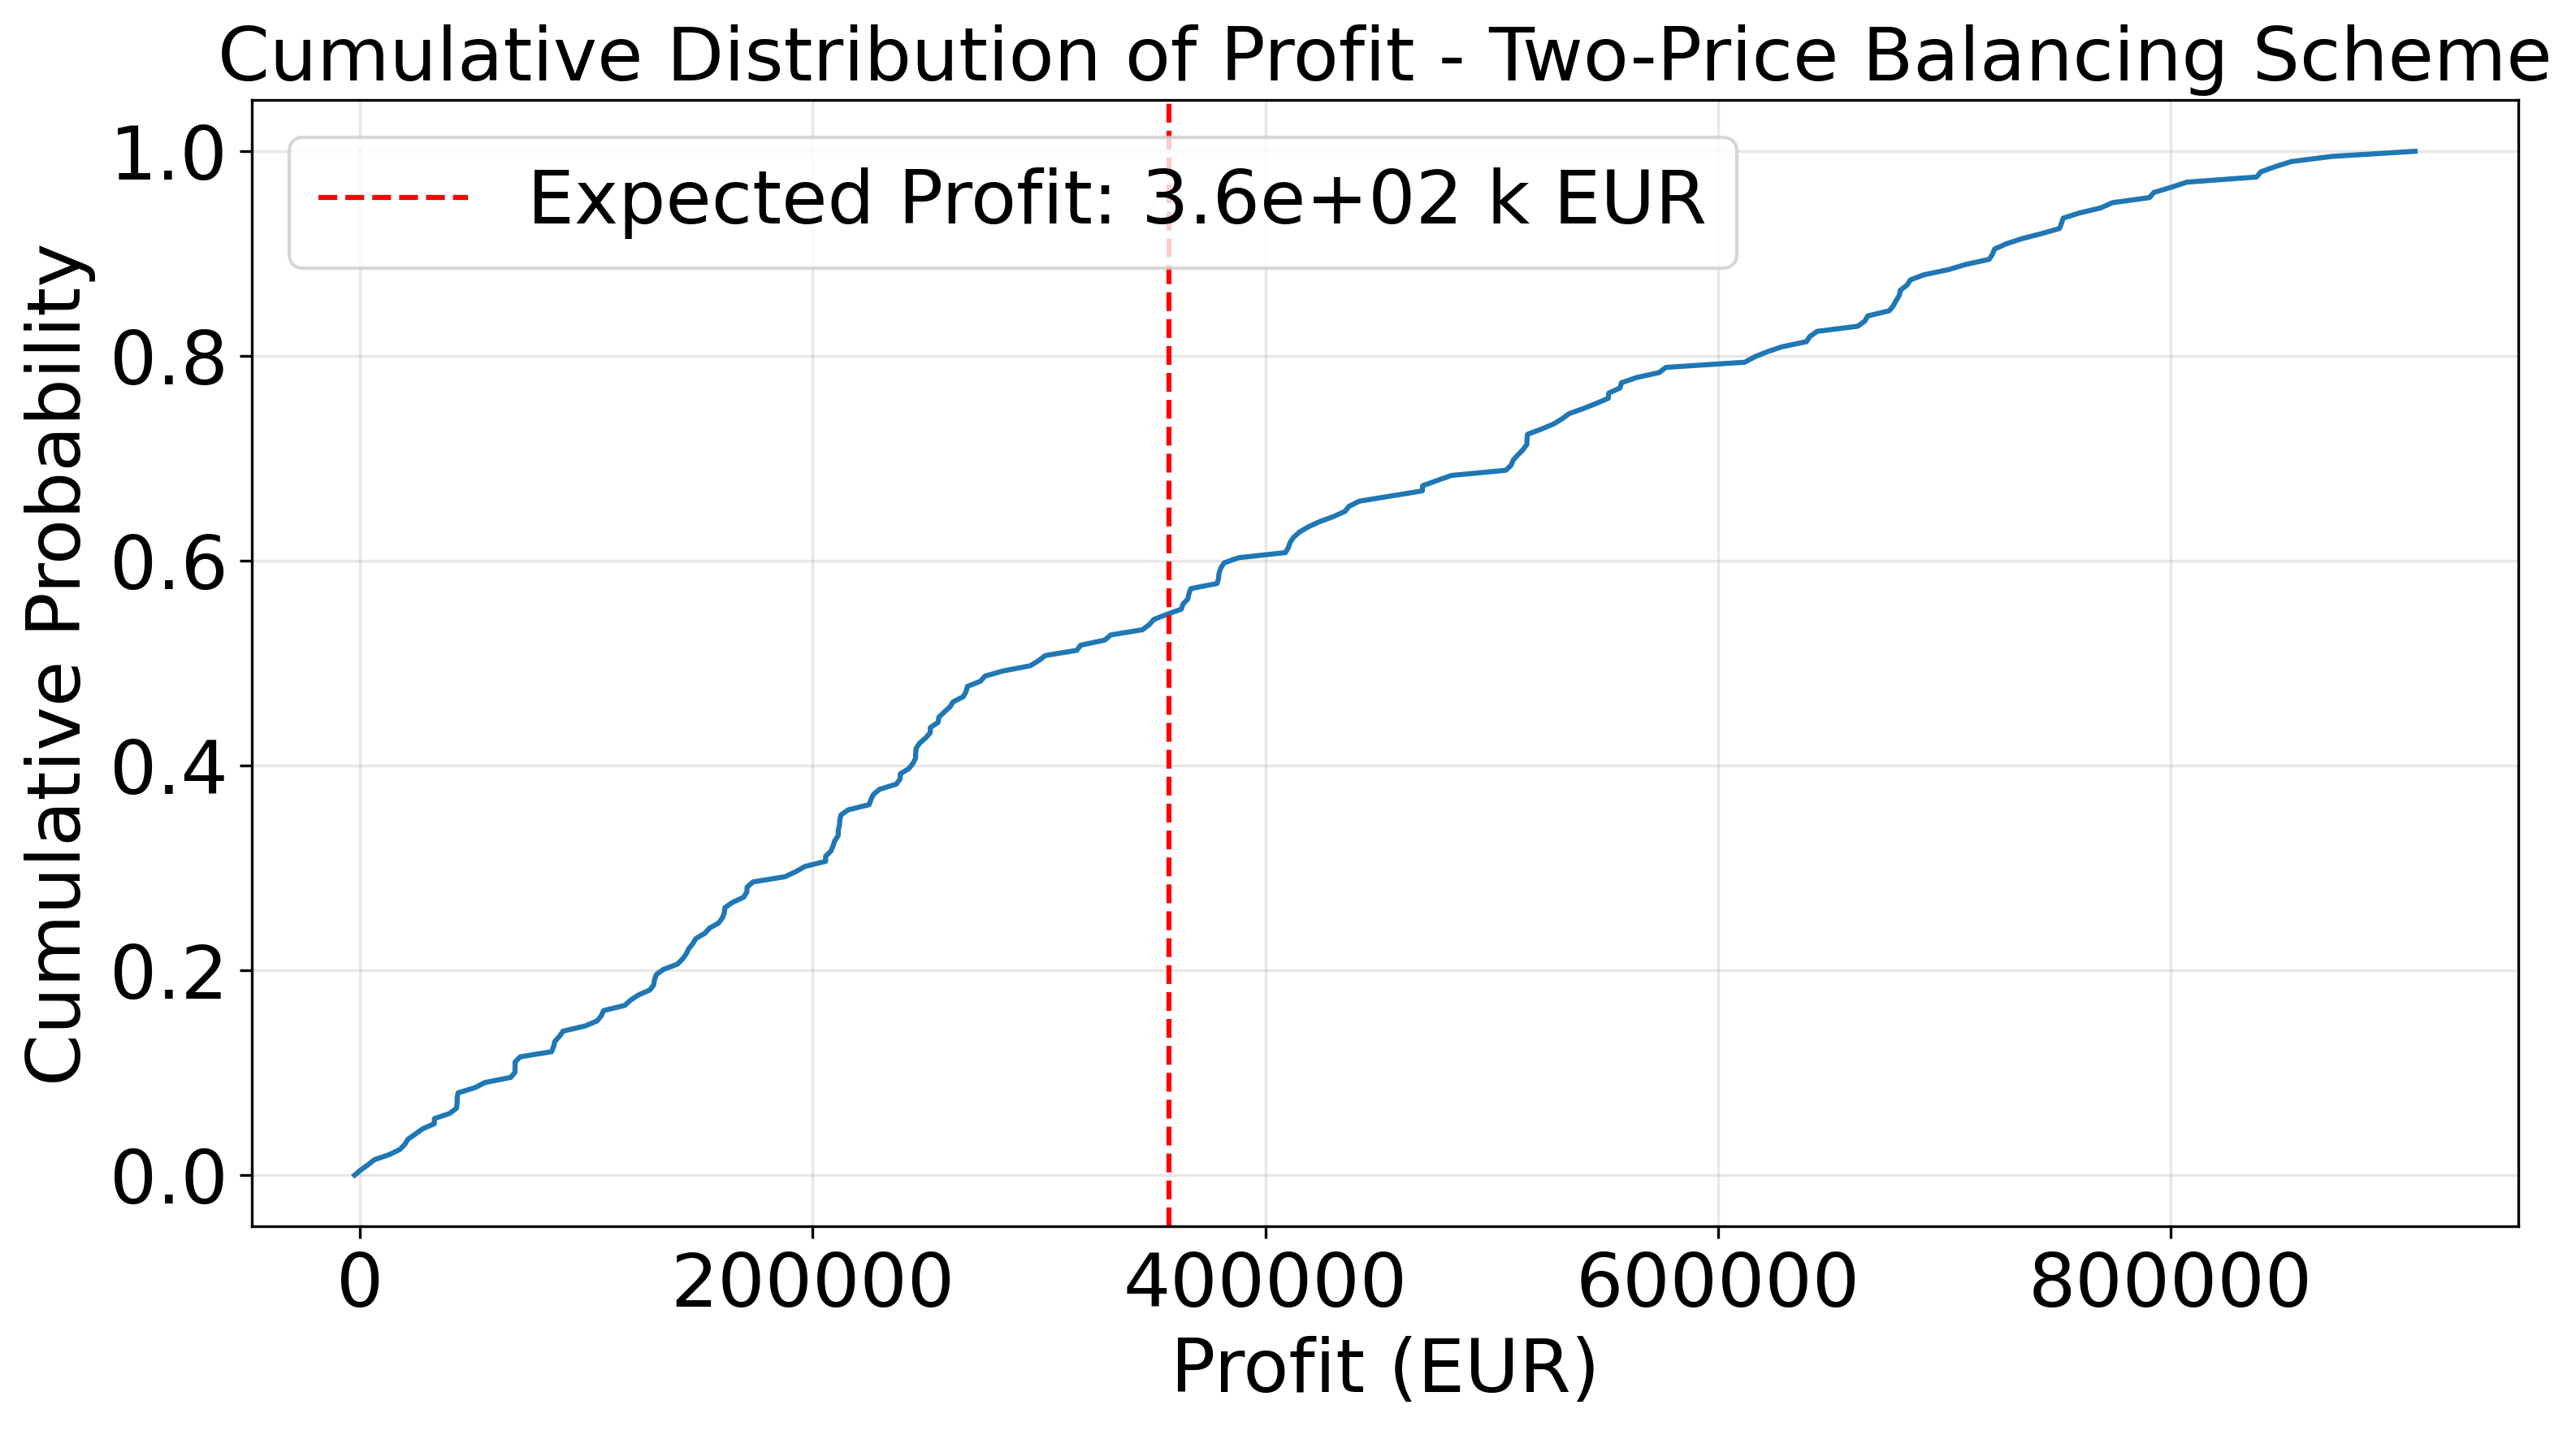 Cumulative Distribution of Profit - Two-Price Balancing Scheme
Expected Profit: 3.6e+02 k EUR
Cumulative Probability
1.0
0.8
0.6
0.4
0.2
0.0
0 200000 400000 600000 800000
Profit (EUR)